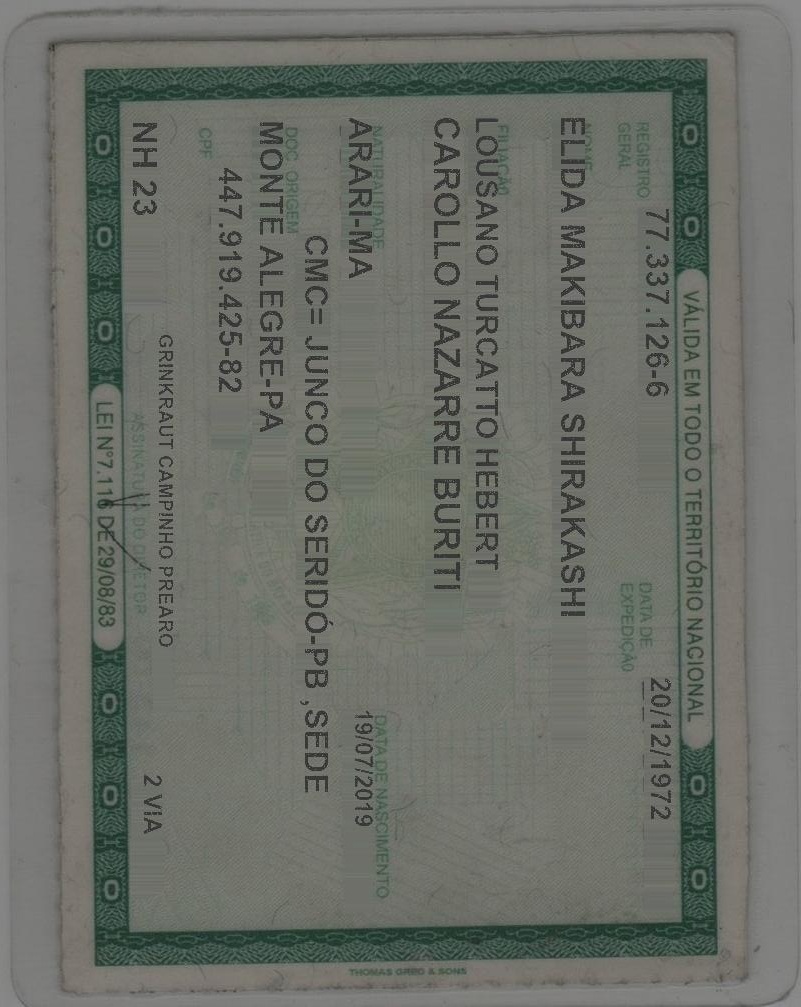 VÁLIDA EM TODO O TERRITÓRIO NACIONAL
REGISTRO GERAL 77.337.126-6 DATA DE EXPEDIÇÃO 20/12/1972
NOME
ELIDA MAKIBARA SHIRAKASHI
FILIAÇÃO
LOUSANO TURCATTO HEBERT
CAROLLO NAZARRE BURITI
NATURALIDADE DATA DE NASCIMENTO
ARARI-MA 19/07/2019
DOC. ORIGEM CMC= JUNCO DO SERIDÓ-PB ,SEDE
MONTE ALEGRE-PA
CPF 447.919.425-82
GRINKRAUT CAMPINHO PREARO
NH 23 2 VIA
ASSINATURA DO DIRETOR
LEI Nº7.116 DE 29/08/83
THOMAS GREG & SONS